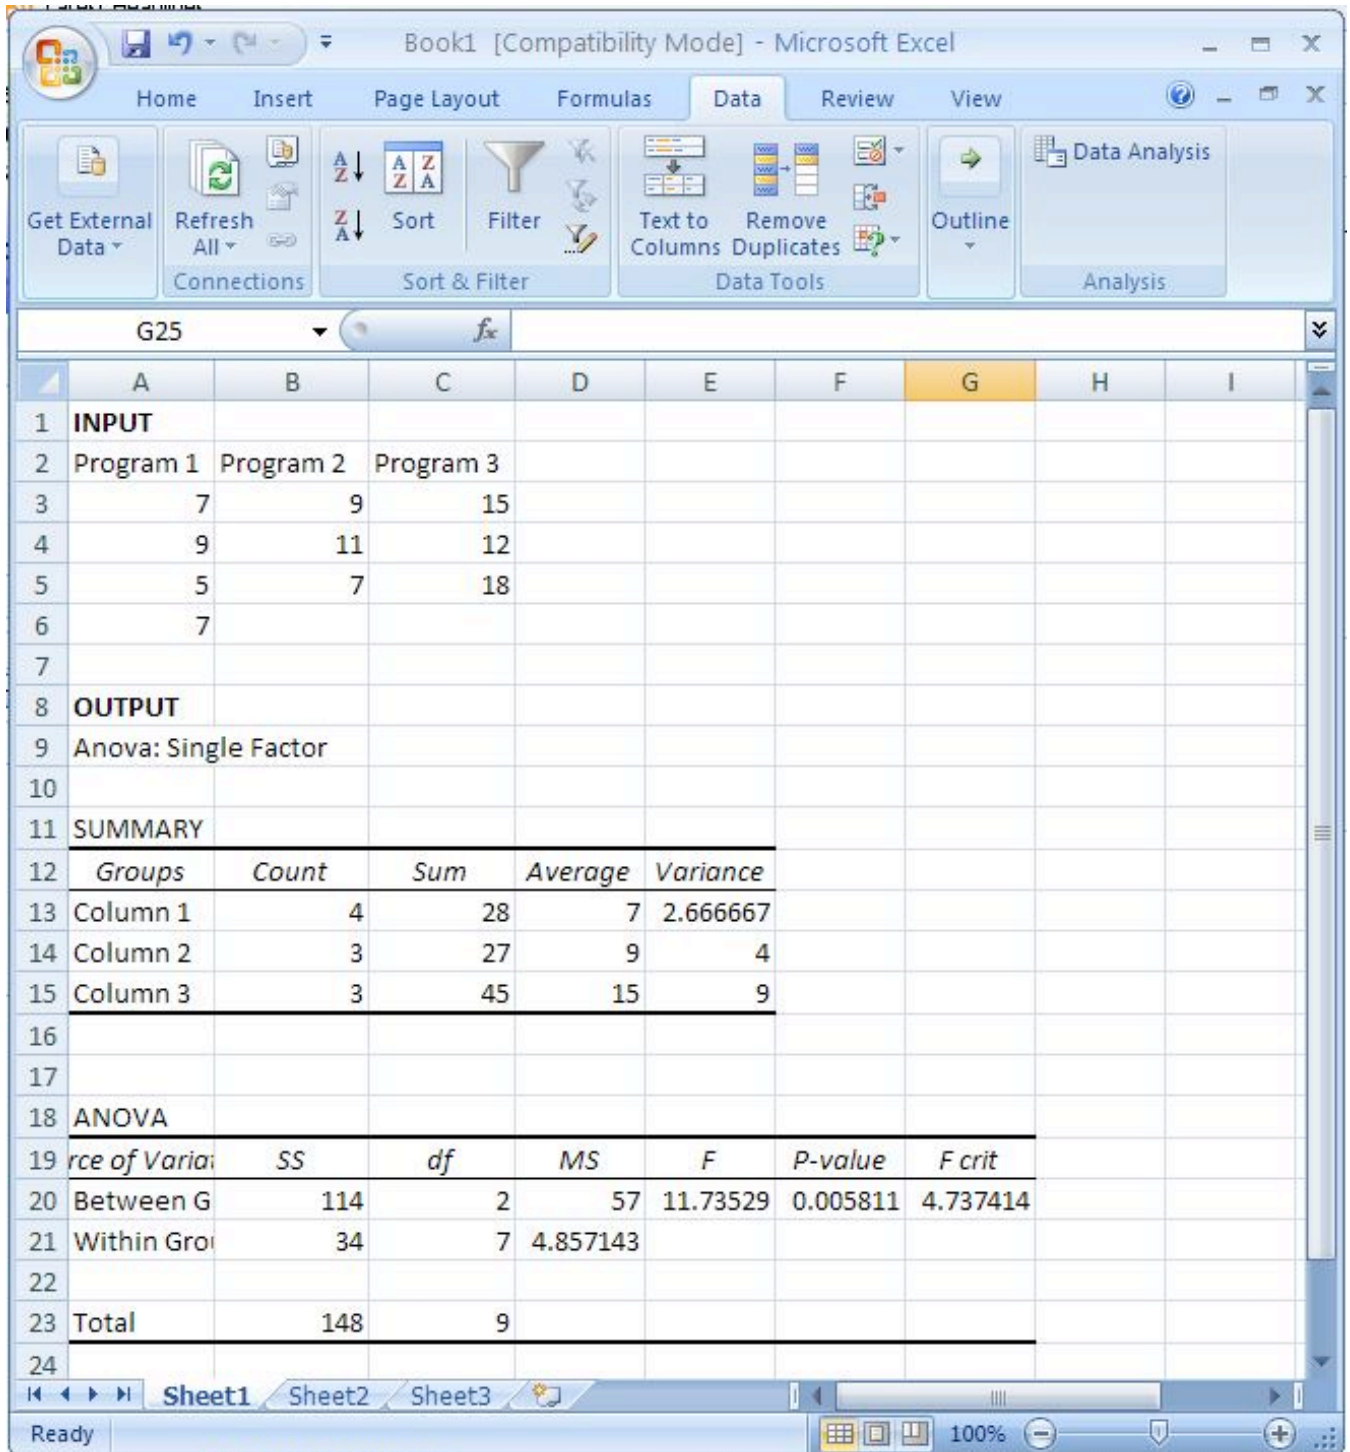 Book1 [Compatibility Mode] - Microsoft Excel
Home Insert Page Layout Formulas Data Review View
Get External Data
Refresh All
Sort
Filter
Text to Columns
Remove Duplicates
Outline
Data Analysis
Connections
Sort & Filter
Data Tools
Analysis
G25 fx
A B C D E F G H I
1 INPUT
2 Program 1 Program 2 Program 3
3 7 9 15
4 9 11 12
5 5 7 18
6 7
7
8 OUTPUT
9 Anova: Single Factor
10
11 SUMMARY
12 Groups Count Sum Average Variance
13 Column 1 4 28 7 2.666667
14 Column 2 3 27 9 4
15 Column 3 3 45 15 9
16
17
18 ANOVA
19 rce of Variat SS df MS F P-value F crit
20 Between G 114 2 57 11.73529 0.005811 4.737414
21 Within Grou 34 7 4.857143
22
23 Total 148 9
24
Sheet1 Sheet2 Sheet3
Ready 100%